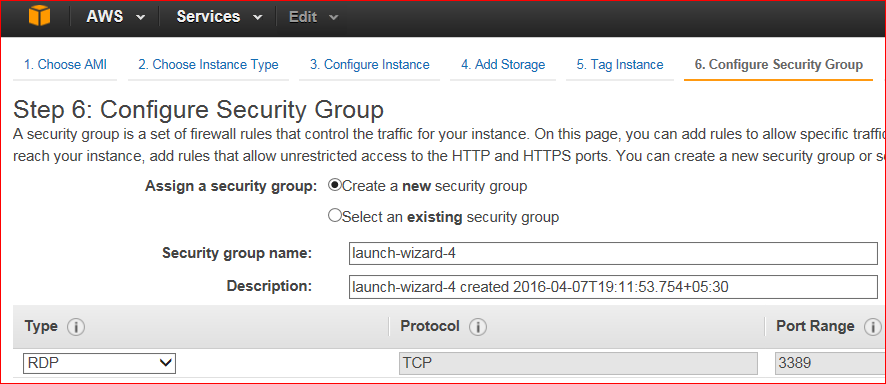 AWS Services Edit
1. Choose AMI 2. Choose Instance Type 3. Configure Instance 4. Add Storage 5. Tag Instance 6. Configure Security Group
Step 6: Configure Security Group
A security group is a set of firewall rules that control the traffic for your instance. On this page, you can add rules to allow specific traffic
reach your instance, add rules that allow unrestricted access to the HTTP and HTTPS ports. You can create a new security group or se
Assign a security group: Create a new security group
Select an existing security group
Security group name: launch-wizard-4
Description: launch-wizard-4 created 2016-04-07T19:11:53.754+05:30
Type i Protocol i Port Range i
RDP TCP 3389